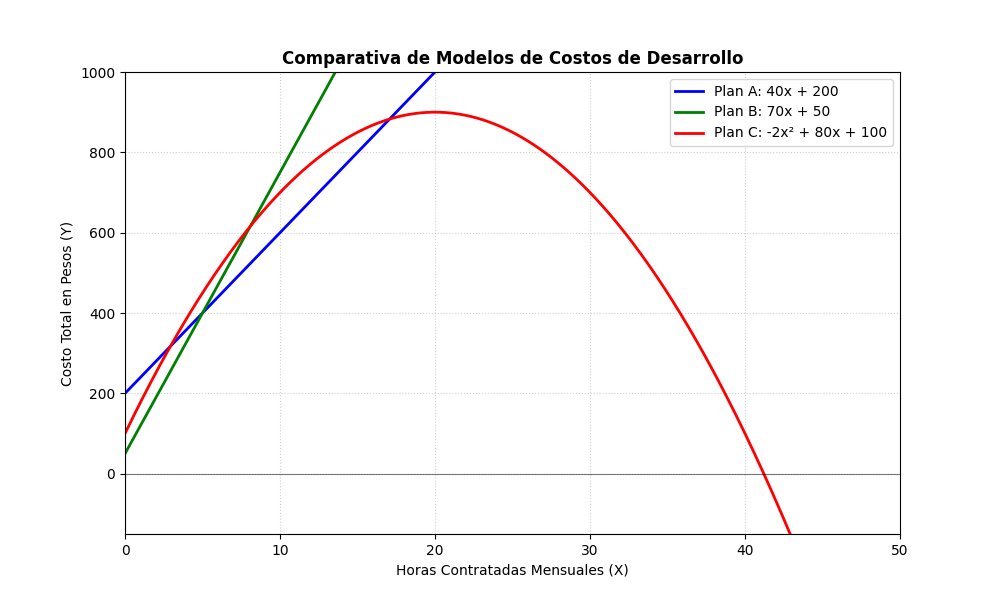 Comparativa de Modelos de Costos de Desarrollo
Plan A: 40x + 200
Plan B: 70x + 50
Plan C: -2x² + 80x + 100
Costo Total en Pesos (Y)
1000
800
600
400
200
0
0 10 20 30 40 50
Horas Contratadas Mensuales (X)